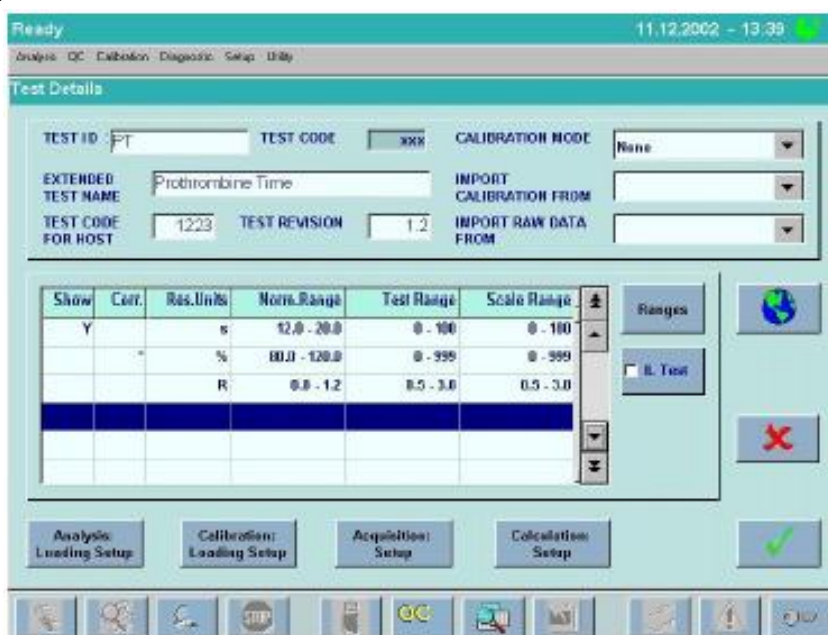 Ready 11.12.2002 - 13:39
Analysis QC Calibration Diagnostic Setup Utility
Test Details
TEST ID PT TEST CODE xxx CALIBRATION MODE None
EXTENDED TEST NAME Prothrombine Time IMPORT CALIBRATION FROM
TEST CODE FOR HOST 1223 TEST REVISION 1.2 IMPORT RAW DATA FROM
Show Corr. Res.Units Norm.Range Test Range Scale Range
Y s 12.0 - 20.0 0 - 100 0 - 100
* % 80.0 - 120.0 0 - 999 0 - 999
R 0.8 - 1.2 0.5 - 3.0 0.5 - 3.0
Ranges
IL Test
Analysis: Loading Setup
Calibration: Loading Setup
Acquisition: Setup
Calculation: Setup
STOP
QC